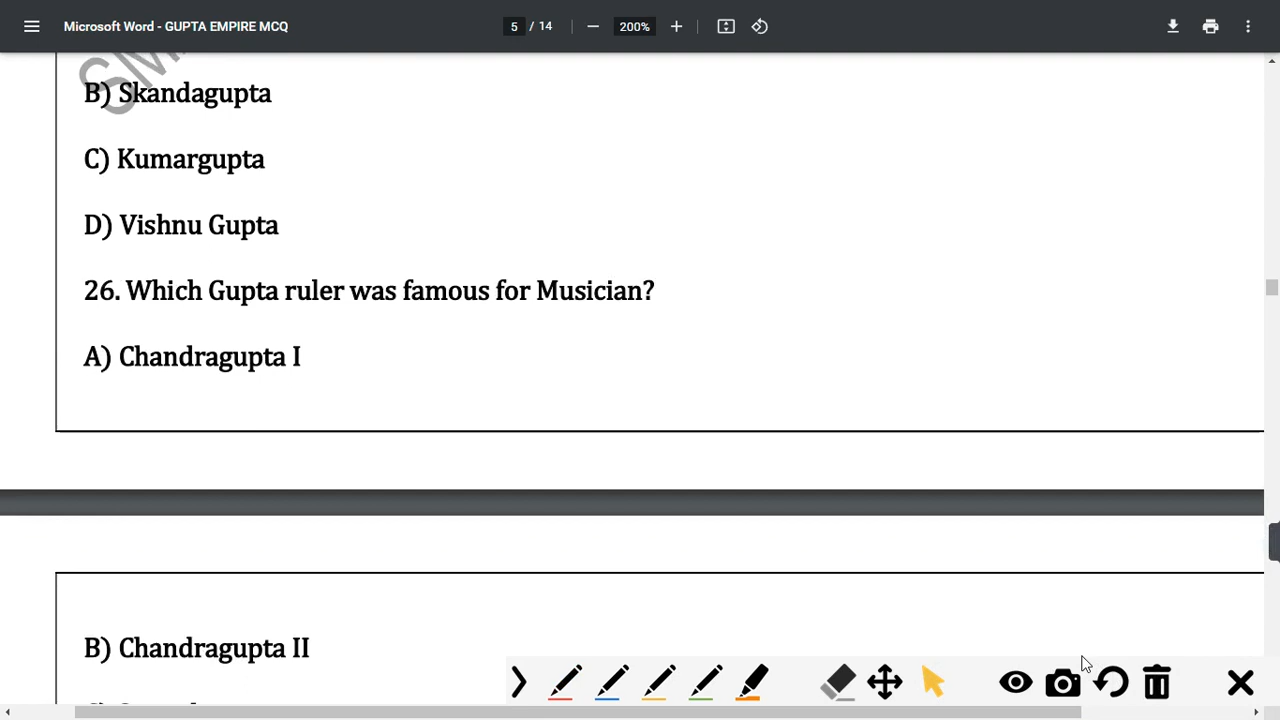 Microsoft Word - GUPTA EMPIRE MCQ
5 / 14
200%
B) Skandagupta
C) Kumargupta
D) Vishnu Gupta
26. Which Gupta ruler was famous for Musician?
A) Chandragupta I
B) Chandragupta II